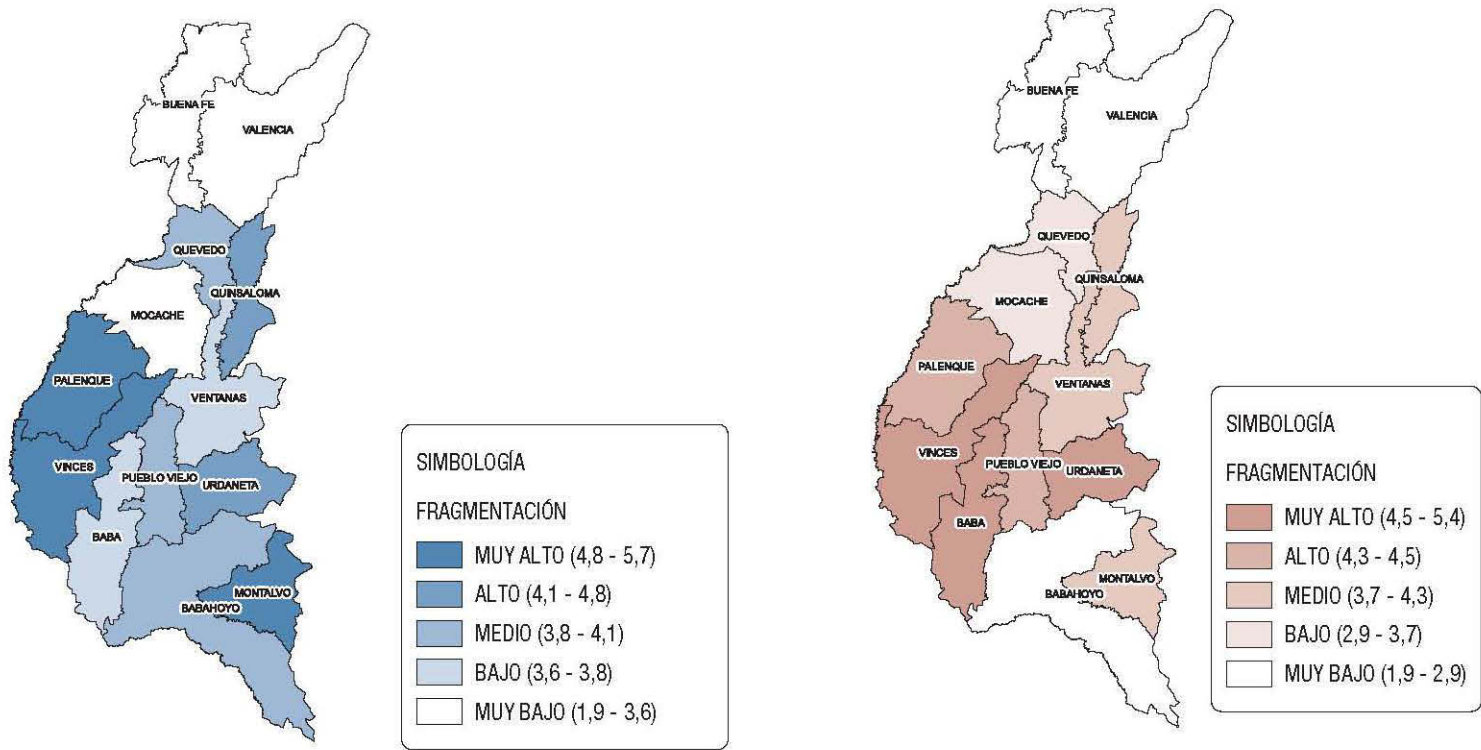 BUENA FE
VALENCIA
QUEVEDO
QUINSALOMA
MOCACHE
PALENQUE
VENTANAS
VINCES
PUEBLO VIEJO
URDANETA
BABA
MONTALVO
BABAHOYO
SIMBOLOGÍA
FRAGMENTACIÓN
MUY ALTO (4,8 - 5,7)
ALTO (4,1 - 4,8)
MEDIO (3,8 - 4,1)
BAJO (3,6 - 3,8)
MUY BAJO (1,9 - 3,6)
BUENA FE
VALENCIA
QUEVEDO
QUINSALOMA
MOCACHE
PALENQUE
VENTANAS
VINCES
PUEBLO VIEJO
URDANETA
BABA
MONTALVO
BABAHOYO
SIMBOLOGÍA
FRAGMENTACIÓN
MUY ALTO (4,5 - 5,4)
ALTO (4,3 - 4,5)
MEDIO (3,7 - 4,3)
BAJO (2,9 - 3,7)
MUY BAJO (1,9 - 2,9)